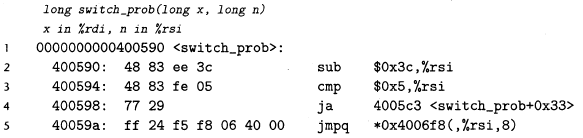 long switch_prob(long x, long n)
x in %rdi, n in %rsi
1 0000000000400590 <switch_prob>:
2 400590: 48 83 ee 3c sub $0x3c,%rsi
3 400594: 48 83 fe 05 cmp $0x5,%rsi
4 400598: 77 29 ja 4005c3 <switch_prob+0x33>
5 40059a: ff 24 f5 f8 06 40 00 jmpq *0x4006f8(,%rsi,8)